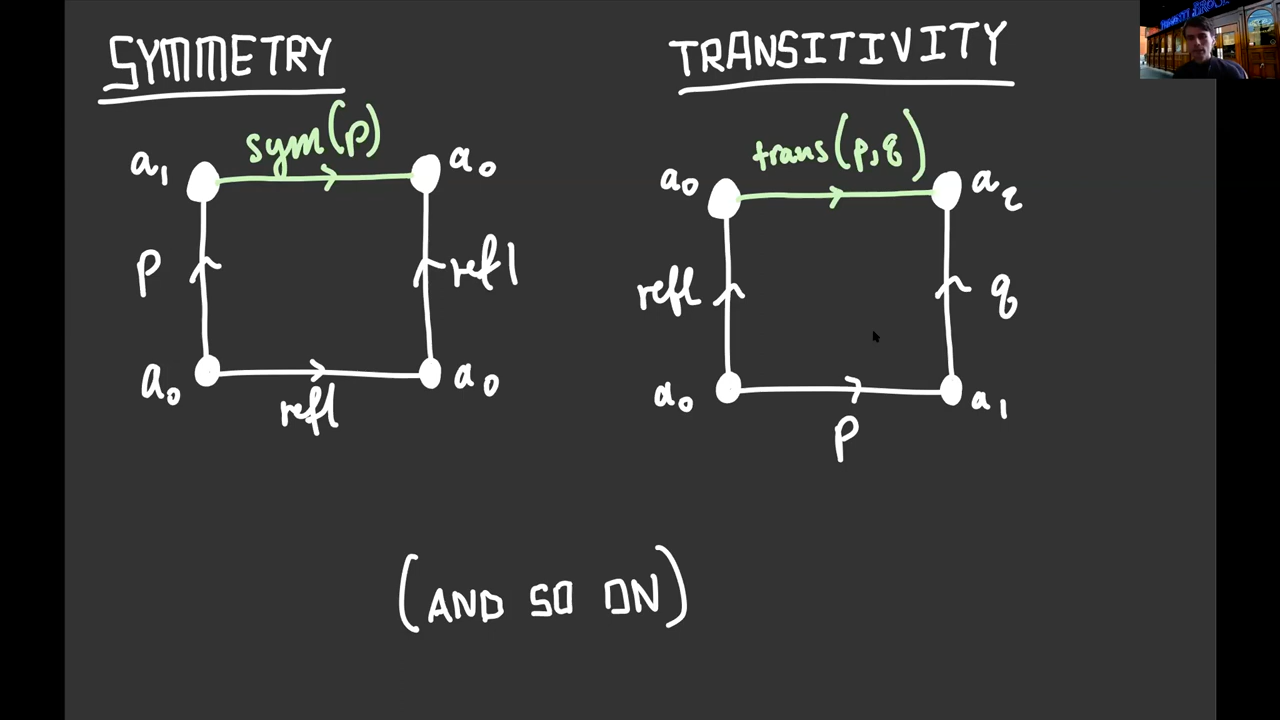 SYMMETRY
sym(p)
a₁
a₀
p
refl
a₀
a₀
refl
TRANSITIVITY
trans(p,q)
a₀
a₂
refl
q
a₀
a₁
p
(AND SO ON)